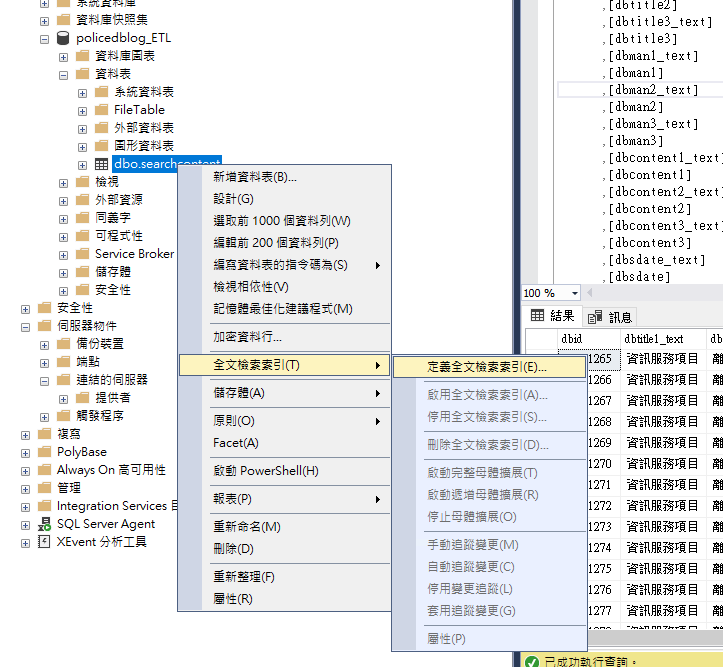 系統資料庫
資料庫快照集
policedblog_ETL
資料庫圖表
資料表
系統資料表
FileTable
外部資料表
圖形資料表
dbo.searchcontent
檢視
外部資源
同義字
可程式性
Service Broker
儲存體
安全性
安全性
伺服器物件
備份裝置
端點
連結的伺服器
提供者
觸發程序
複寫
PolyBase
Always On 高可用性
管理
Integration Services 目
SQL Server Agent
XEvent 分析工具
新增資料表(B)...
設計(G)
選取前 1000 個資料列(W)
編輯前 200 個資料列(P)
編寫資料表的指令碼為(S)
檢視相依性(V)
記憶體最佳化建議程式(M)
加密資料行...
全文檢索索引(T)
儲存體(A)
原則(O)
Facet(A)
啟動 PowerShell(H)
報表(P)
重新命名(M)
刪除(D)
重新整理(F)
屬性(R)
定義全文檢索索引(E)...
啟用全文檢索索引(A)...
停用全文檢索索引(S)...
刪除全文檢索索引(D)...
啟動完整母體擴展(T)
啟動遞增母體擴展(R)
停止母體擴展(O)
手動追蹤變更(M)
自動追蹤變更(C)
停用變更追蹤(L)
套用追蹤變更(G)
屬性(P)
,[dbtitle2]
,[dbtitle3_text]
,[dbtitle3]
,[dbman1_text]
,[dbman1]
,[dbman2_text]
,[dbman2]
,[dbman3_text]
,[dbman3]
,[dbcontent1_text]
,[dbcontent1]
,[dbcontent2_text]
,[dbcontent2]
,[dbcontent3_text]
,[dbcontent3]
,[dbsdate_text]
,[dbsdate]
100 %
結果 訊息
dbid dbtitle1_text dbt
1265 資訊服務項目 離
1266 資訊服務項目 離
1267 資訊服務項目 離
1268 資訊服務項目 離
1269 資訊服務項目 離
1270 資訊服務項目 離
1271 資訊服務項目 離
1272 資訊服務項目 離
1273 資訊服務項目 離
1274 資訊服務項目 離
1275 資訊服務項目 離
1276 資訊服務項目 離
1277 資訊服務項目 離
已成功執行查詢。